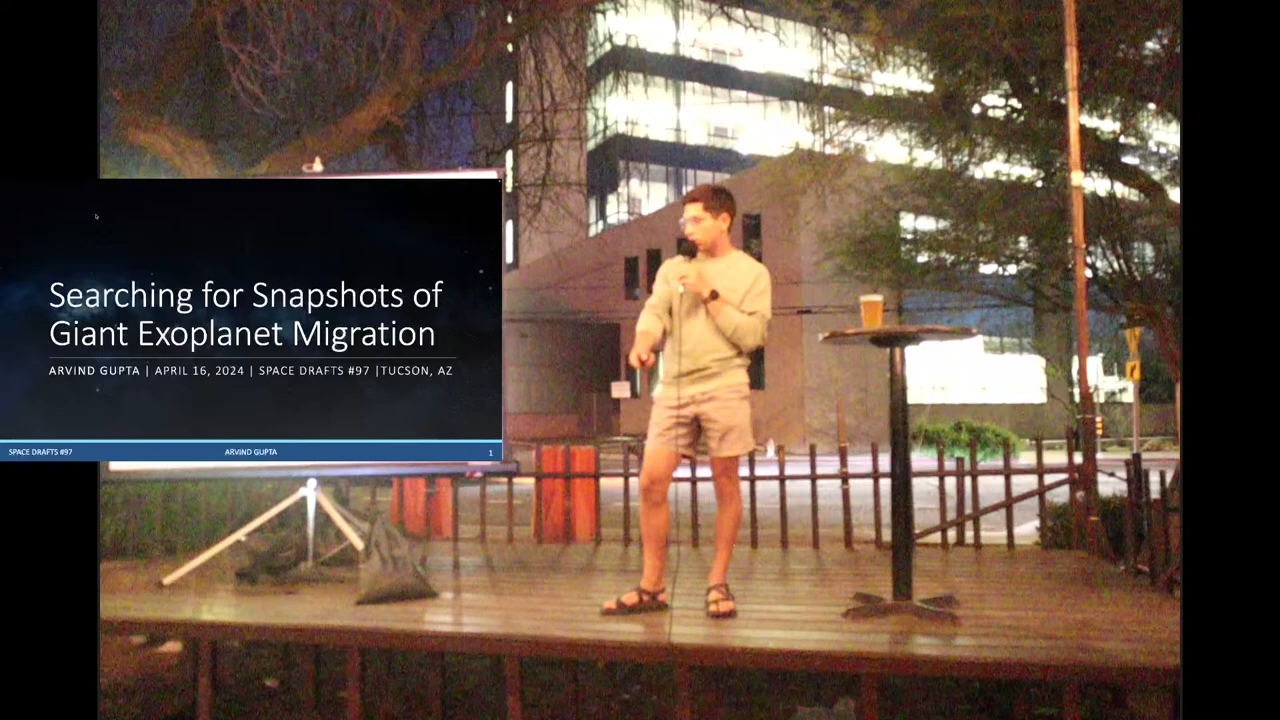 Searching for Snapshots of
Giant Exoplanet Migration
ARVIND GUPTA | APRIL 16, 2024 | SPACE DRAFTS #97 |TUCSON, AZ
SPACE DRAFTS #97 ARVIND GUPTA 1